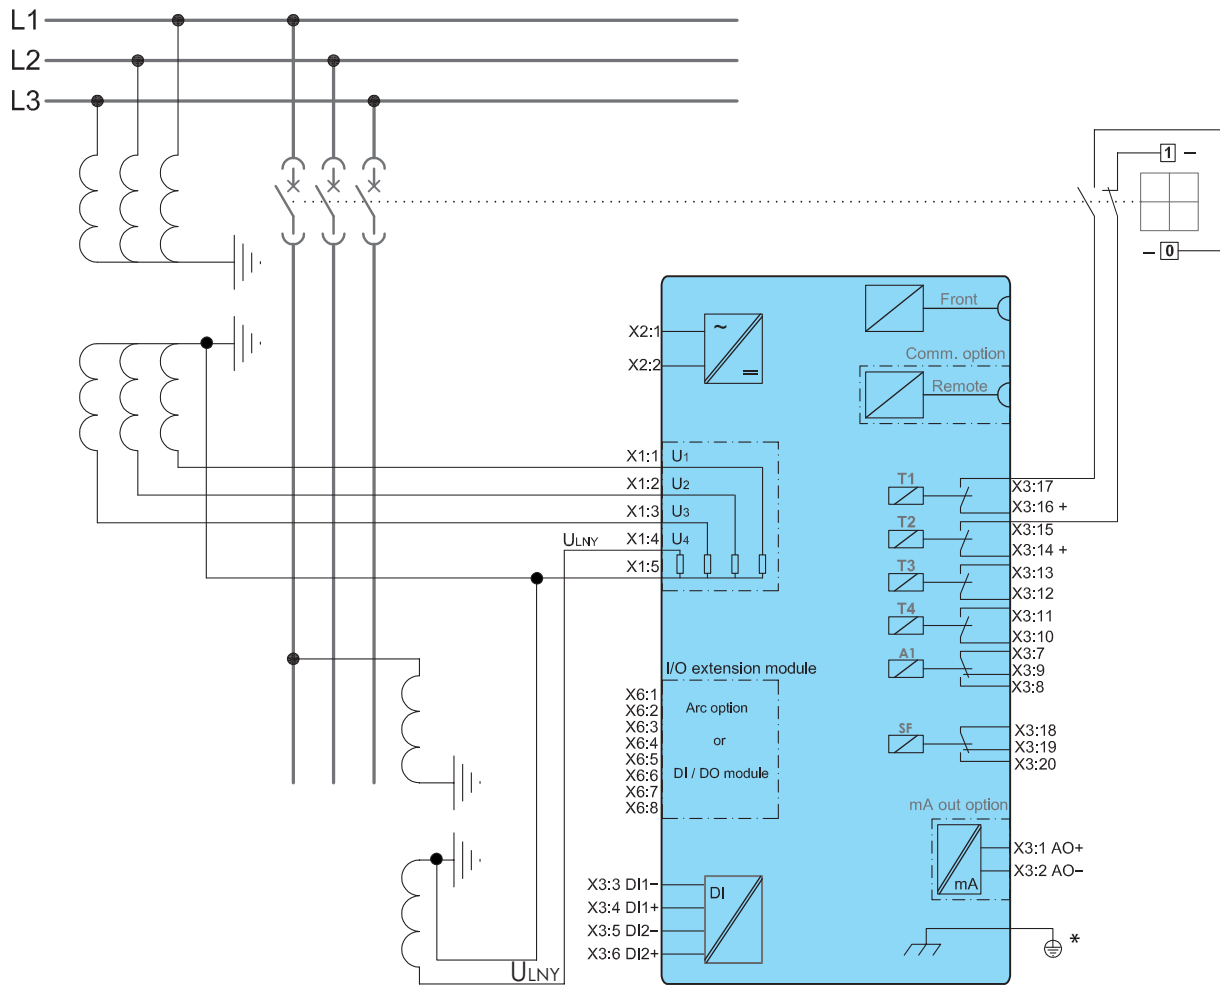 L1
L2
L3
1 –
– 0
X2:1
X2:2
~
=
Front
Comm. option
Remote
X1:1 U1
X1:2 U2
X1:3 U3
ULNY X1:4 U4
X1:5
T1
X3:17
X3:16 +
T2
X3:15
X3:14 +
T3
X3:13
X3:12
T4
X3:11
X3:10
A1
X3:7
X3:9
X3:8
SF
X3:18
X3:19
X3:20
I/O extension module
X6:1
X6:2
X6:3
X6:4
X6:5
X6:6
X6:7
X6:8
Arc option
or
DI / DO module
mA out option
mA
X3:1 AO+
X3:2 AO–
X3:3 DI1–
X3:4 DI1+
X3:5 DI2–
X3:6 DI2+
DI
*
ULNY